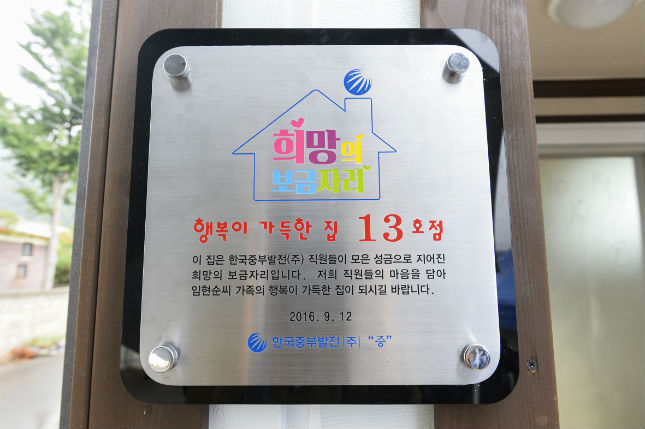 희망의
보금자리
행복이 가득한 집 13호점
이 집은 한국중부발전(주) 직원들이 모은 성금으로 지어진
희망의 보금자리입니다. 저희 직원들의 마음을 담아
임현순씨 가족의 행복이 가득한 집이 되시길 바랍니다.
2016. 9. 12
한국중부발전(주) “증”